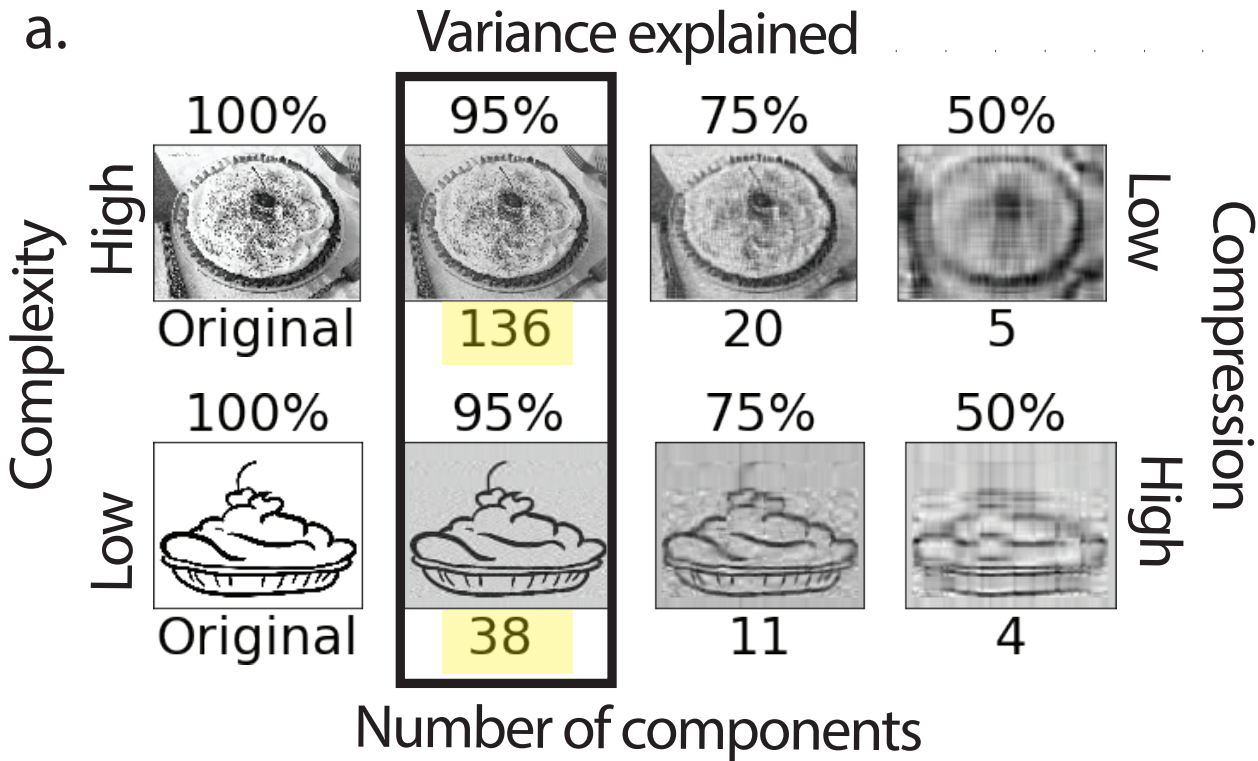 a.
Variance explained
100% 95% 75% 50%
High
Low
Original 136 20 5
Complexity
Compression
100% 95% 75% 50%
Low
High
Original 38 11 4
Number of components